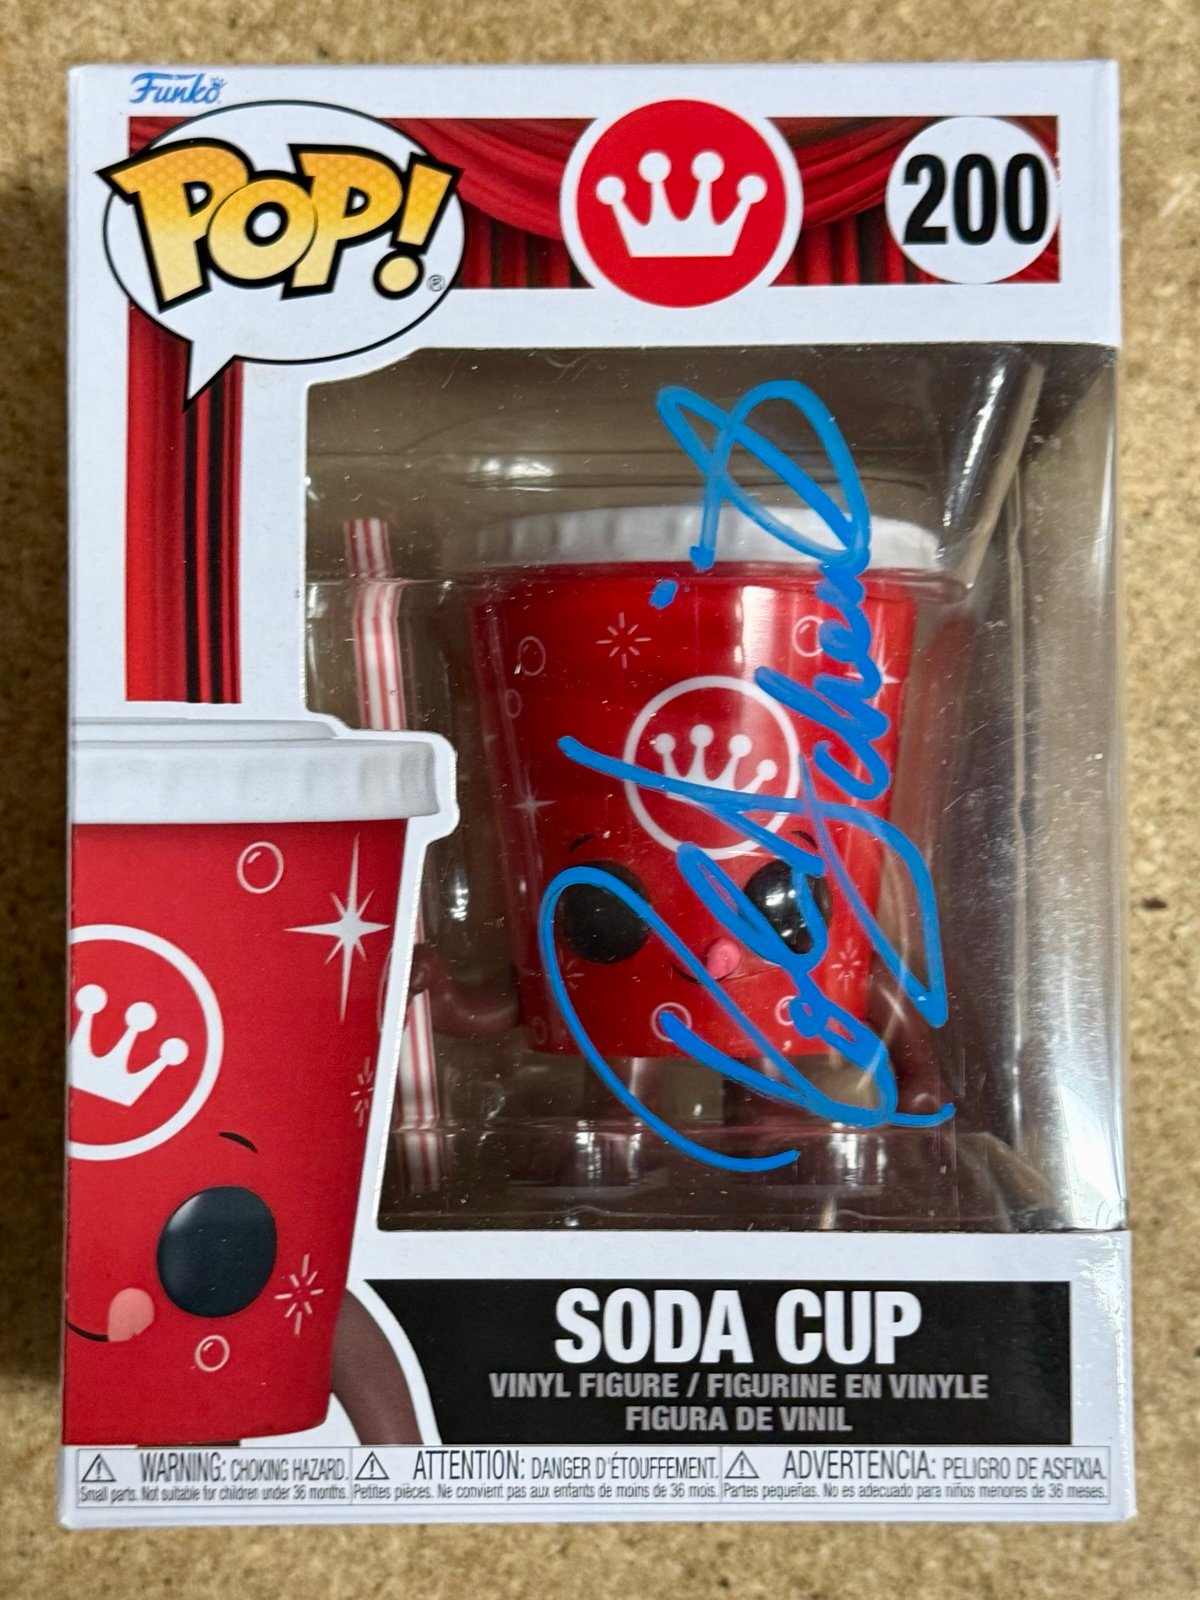 Funko
POP!®
200
Rob Schneider
SODA CUP
VINYL FIGURE / FIGURINE EN VINYLE
FIGURA DE VINIL
WARNING: CHOKING HAZARD.
Small parts. Not suitable for children under 36 months.
ATTENTION: DANGER D'ÉTOUFFEMENT.
Petites pièces. Ne convient pas aux enfants de moins de 36 mois.
ADVERTENCIA: PELIGRO DE ASFIXIA.
Partes pequeñas. No es adecuado para niños menores de 36 meses.